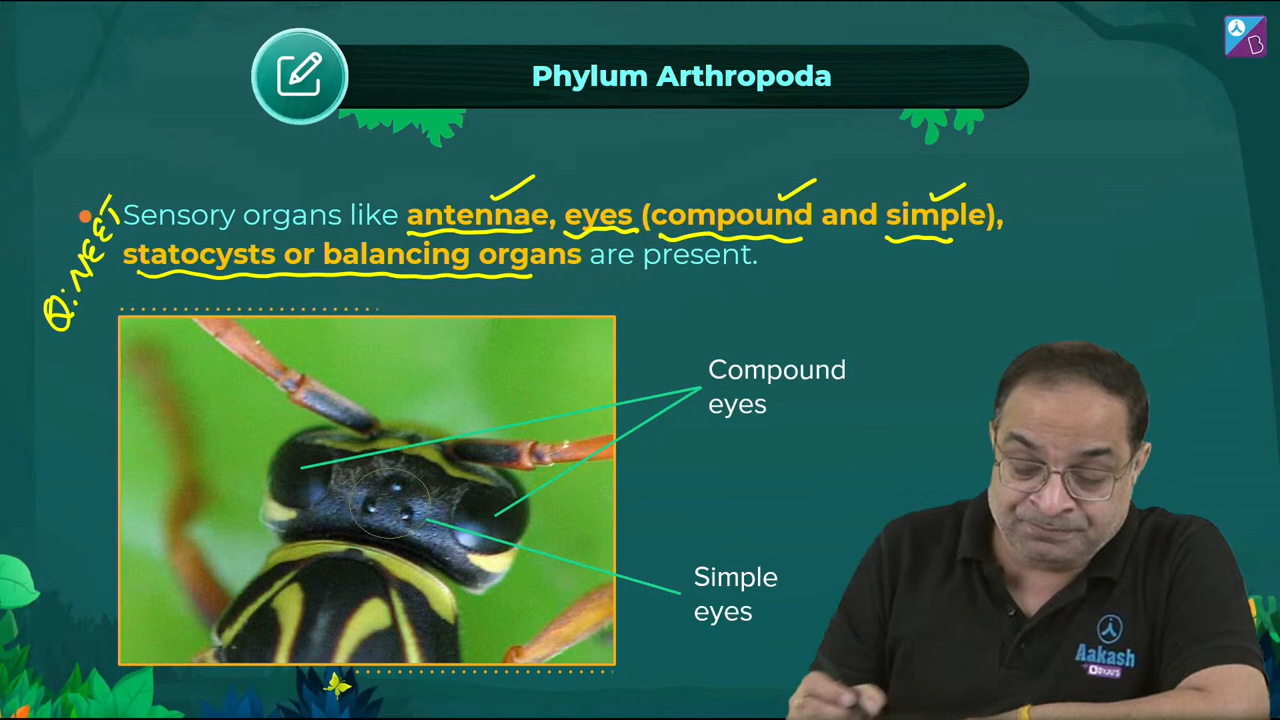 Phylum Arthropoda
Sensory organs like antennae, eyes (compound and simple),
statocysts or balancing organs are present.
Q: NEET
Compound
eyes
Simple
eyes
Aakash
BYJU'S
B